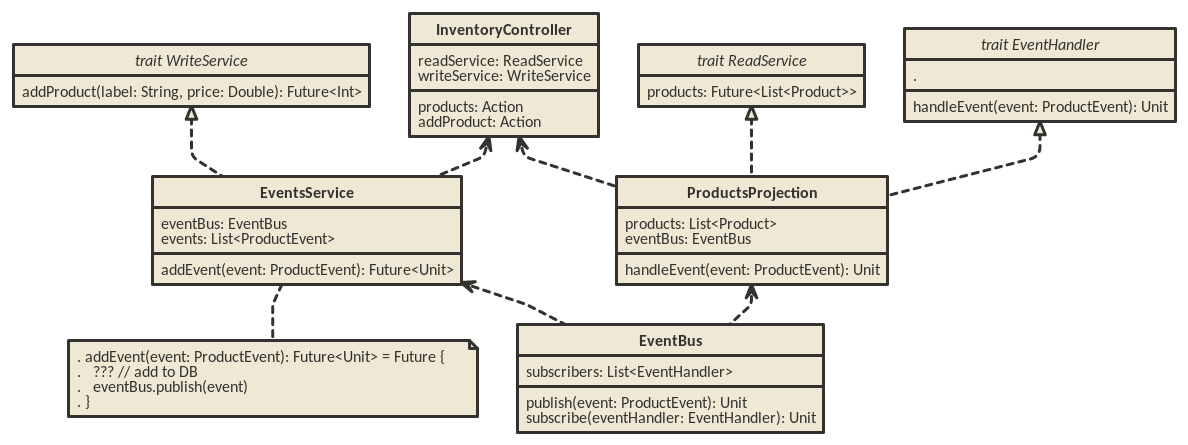 trait WriteService
addProduct(label: String, price: Double): Future<Int>
InventoryController
readService: ReadService
writeService: WriteService
products: Action
addProduct: Action
trait ReadService
products: Future<List<Product>>
trait EventHandler
.
handleEvent(event: ProductEvent): Unit
EventsService
eventBus: EventBus
events: List<ProductEvent>
addEvent(event: ProductEvent): Future<Unit>
ProductsProjection
products: List<Product>
eventBus: EventBus
handleEvent(event: ProductEvent): Unit
. addEvent(event: ProductEvent): Future<Unit> = Future {
.   ??? // add to DB
.   eventBus.publish(event)
. }
EventBus
subscribers: List<EventHandler>
publish(event: ProductEvent): Unit
subscribe(eventHandler: EventHandler): Unit